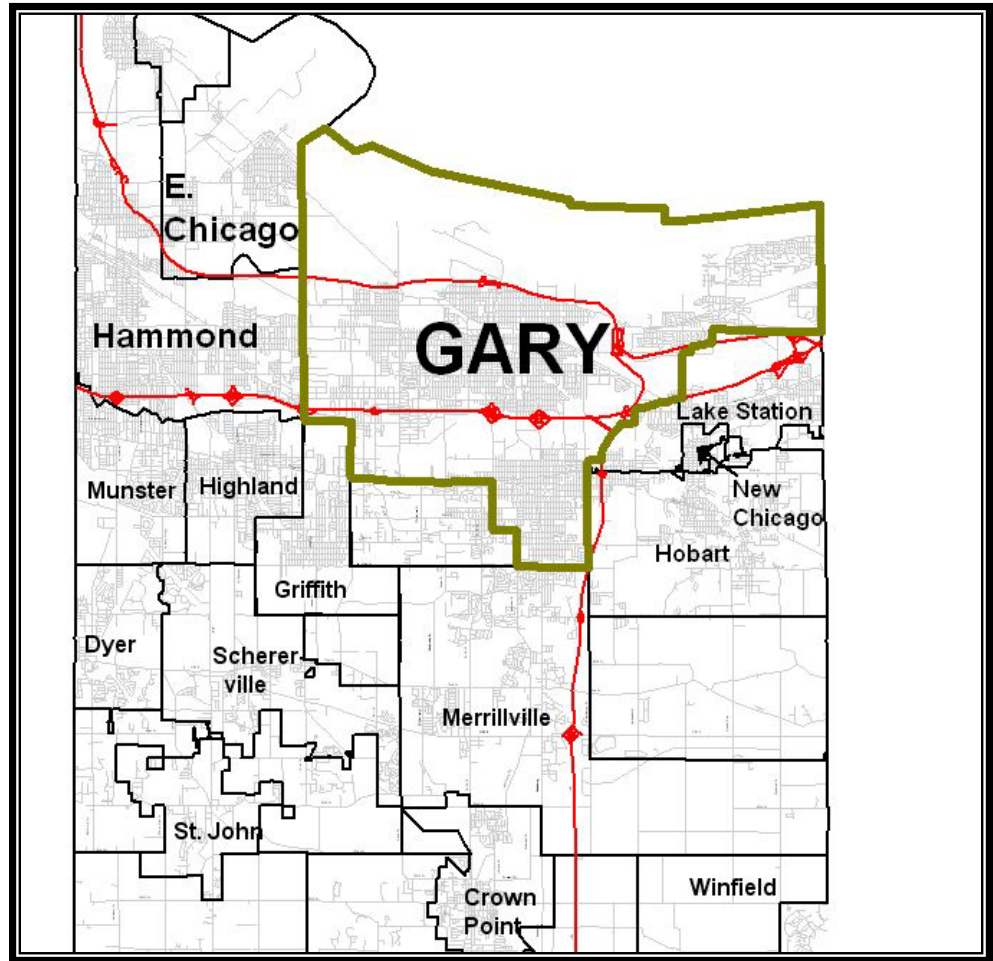 E.
Chicago
Hammond
GARY
Lake Station
Munster
Highland
New
Chicago
Hobart
Griffith
Dyer
Scherer-
ville
Merrillville
St. John
Winfield
Crown
Point